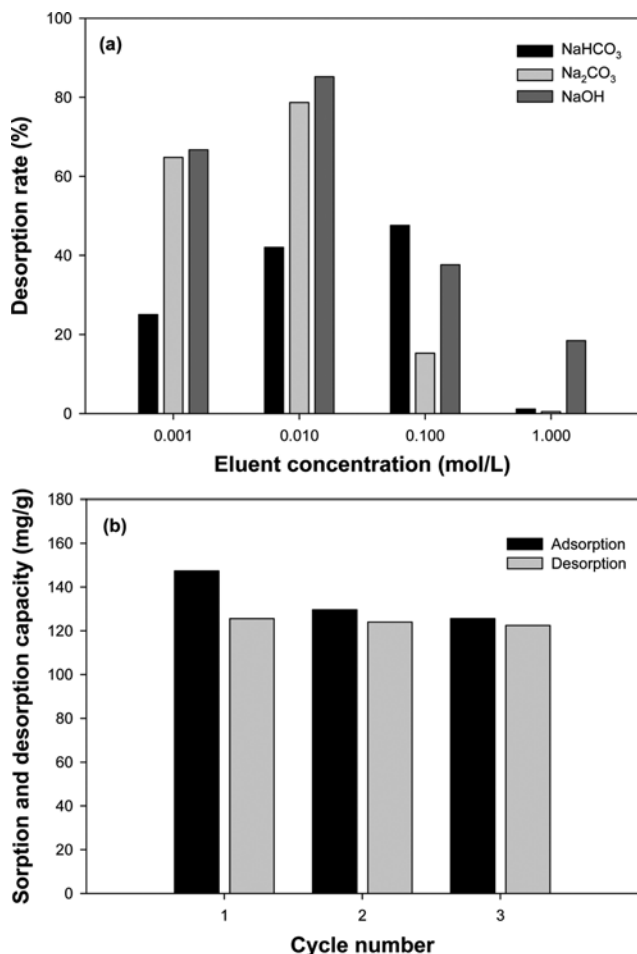 (a)
NaHCO₃
Na₂CO₃
NaOH
Desorption rate (%)
100
80
60
40
20
0
0.001 0.010 0.100 1.000
Eluent concentration (mol/L)
(b)
Adsorption
Desorption
Sorption and desorption capacity (mg/g)
180
160
140
120
100
80
60
40
20
0
1 2 3
Cycle number